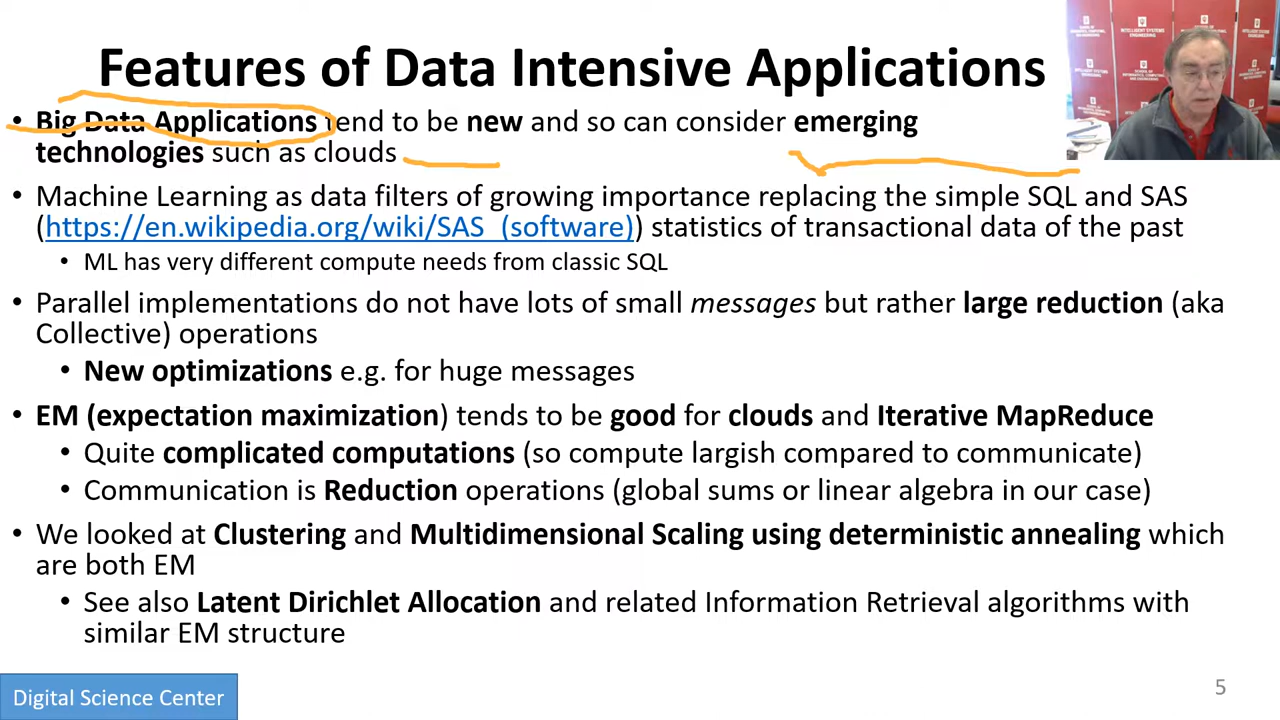 Features of Data Intensive Applications
• Big Data Applications tend to be new and so can consider emerging
technologies such as clouds
• Machine Learning as data filters of growing importance replacing the simple SQL and SAS
(https://en.wikipedia.org/wiki/SAS_(software)) statistics of transactional data of the past
• ML has very different compute needs from classic SQL
• Parallel implementations do not have lots of small messages but rather large reduction (aka
Collective) operations
• New optimizations e.g. for huge messages
• EM (expectation maximization) tends to be good for clouds and Iterative MapReduce
• Quite complicated computations (so compute largish compared to communicate)
• Communication is Reduction operations (global sums or linear algebra in our case)
• We looked at Clustering and Multidimensional Scaling using deterministic annealing which
are both EM
• See also Latent Dirichlet Allocation and related Information Retrieval algorithms with
similar EM structure
Digital Science Center
5